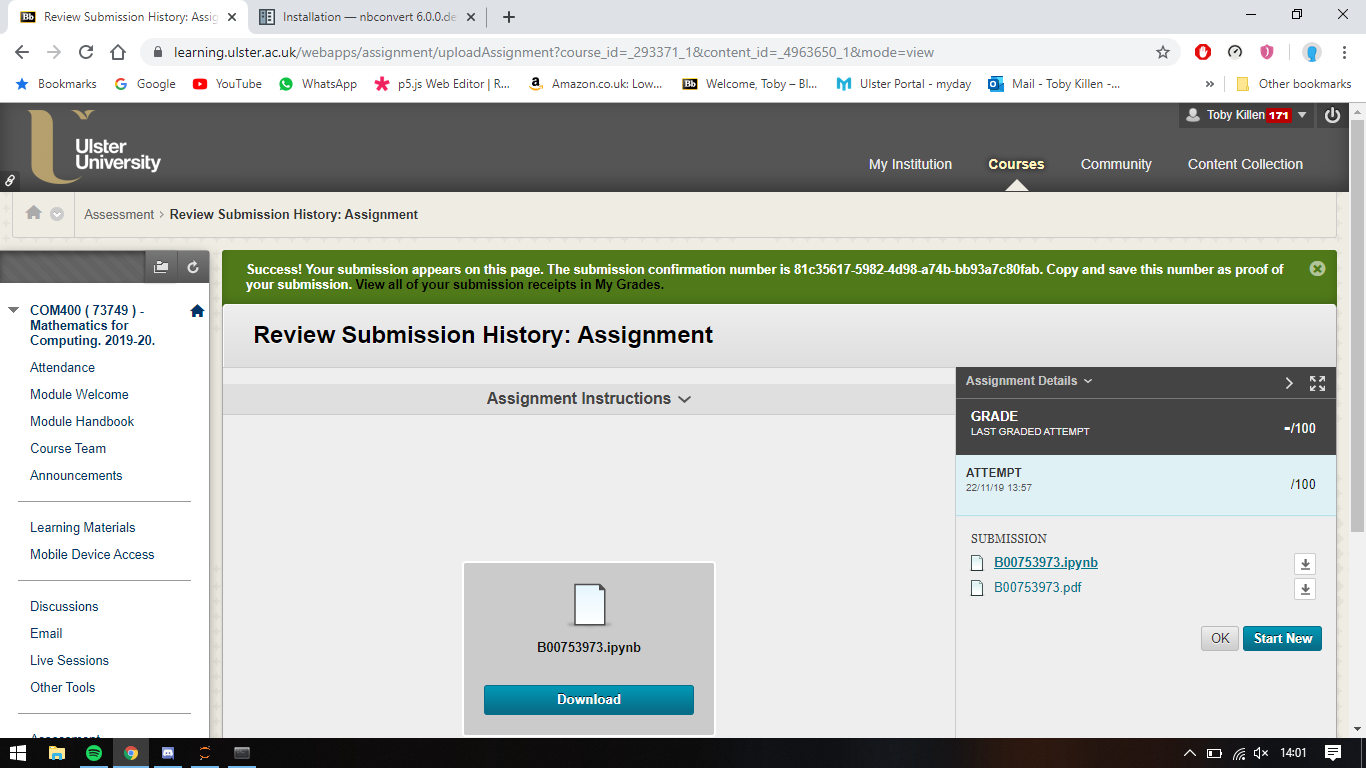 Review Submission History: Assig
Installation — nbconvert 6.0.0.de
learning.ulster.ac.uk/webapps/assignment/uploadAssignment?course_id=_293371_1&content_id=_4963650_1&mode=view
Bookmarks
Google
YouTube
WhatsApp
p5.js Web Editor | R...
Amazon.co.uk: Low...
Bb
Welcome, Toby – Bl...
Ulster Portal - myday
Mail - Toby Killen -...
»
Other bookmarks
Ulster
University
Toby Killen 171
My Institution
Courses
Community
Content Collection
Assessment > Review Submission History: Assignment
Success! Your submission appears on this page. The submission confirmation number is 81c35617-5982-4d98-a74b-bb93a7c80fab. Copy and save this number as proof of
your submission. View all of your submission receipts in My Grades.
COM400 ( 73749 ) -
Mathematics for
Computing. 2019-20.
Attendance
Module Welcome
Module Handbook
Course Team
Announcements
Learning Materials
Mobile Device Access
Discussions
Email
Live Sessions
Other Tools
Assessment
Review Submission History: Assignment
Assignment Instructions
B00753973.ipynb
Download
Assignment Details
GRADE
LAST GRADED ATTEMPT
-/100
ATTEMPT
22/11/19 13:57
/100
SUBMISSION
B00753973.ipynb
B00753973.pdf
OK
Start New
14:01